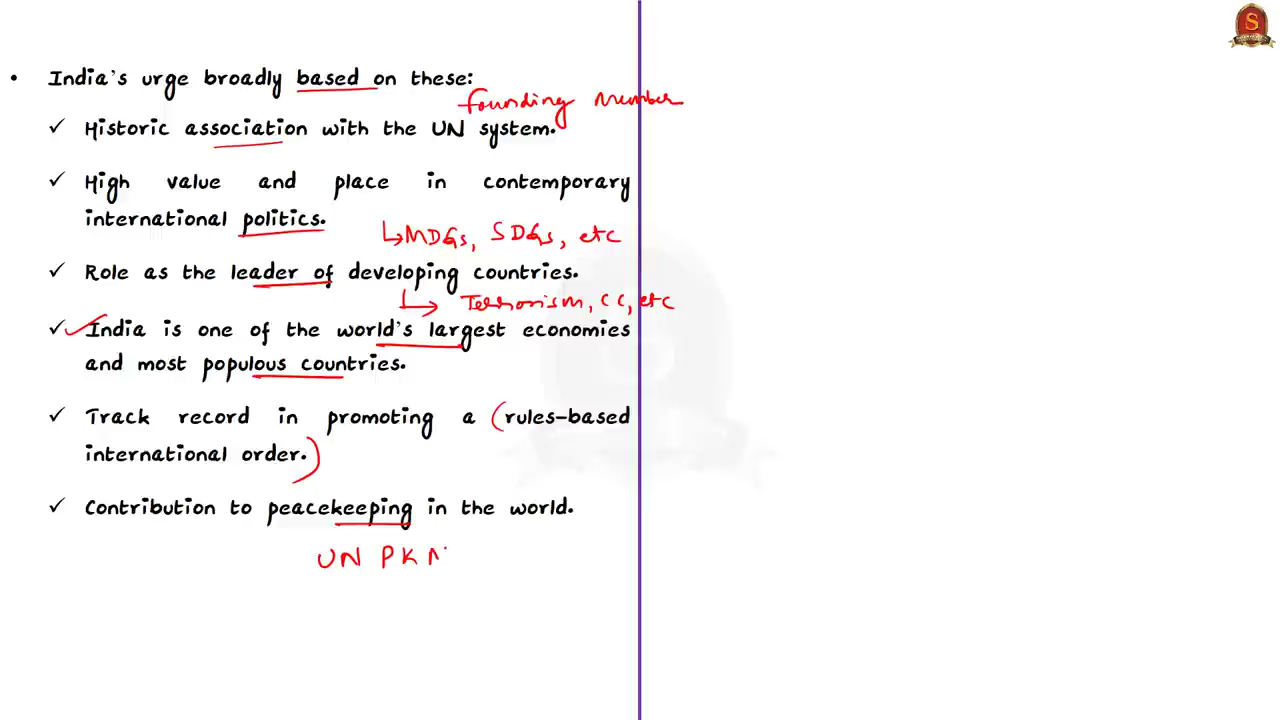 • India's urge broadly based on these:
founding member
✓ Historic association with the UN system.
✓ High value and place in contemporary
international politics.
↳ MDGs, SDGs, etc
✓ Role as the leader of developing countries.
↳ Terrorism, CC, etc
✓ India is one of the world's largest economies
and most populous countries.
✓ Track record in promoting a (rules-based
international order.)
✓ Contribution to peacekeeping in the world.
UN PK
S